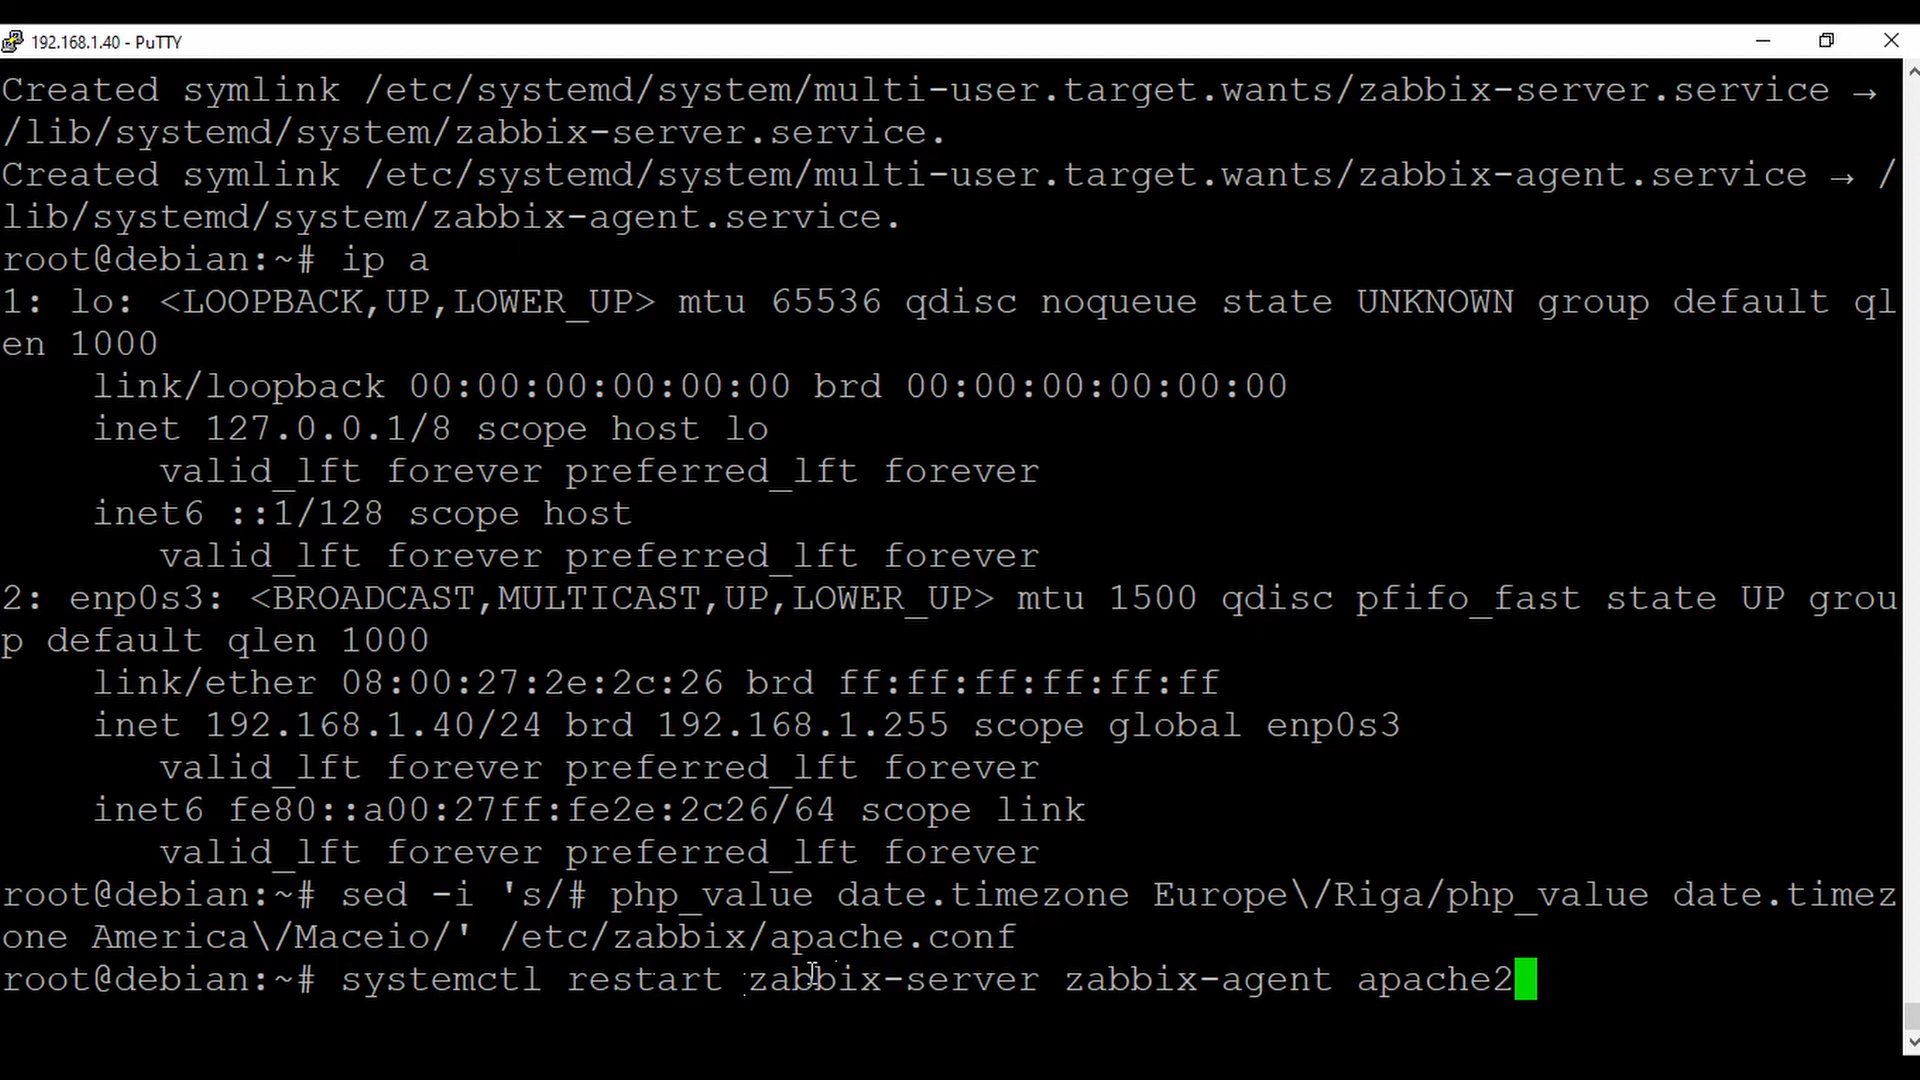 192.168.1.40 - PuTTY
Created symlink /etc/systemd/system/multi-user.target.wants/zabbix-server.service →
/lib/systemd/system/zabbix-server.service.
Created symlink /etc/systemd/system/multi-user.target.wants/zabbix-agent.service → /
lib/systemd/system/zabbix-agent.service.
root@debian:~# ip a
1: lo: <LOOPBACK,UP,LOWER_UP> mtu 65536 qdisc noqueue state UNKNOWN group default ql
en 1000
    link/loopback 00:00:00:00:00:00 brd 00:00:00:00:00:00
    inet 127.0.0.1/8 scope host lo
       valid_lft forever preferred_lft forever
    inet6 ::1/128 scope host
       valid_lft forever preferred_lft forever
2: enp0s3: <BROADCAST,MULTICAST,UP,LOWER_UP> mtu 1500 qdisc pfifo_fast state UP grou
p default qlen 1000
    link/ether 08:00:27:2e:2c:26 brd ff:ff:ff:ff:ff:ff
    inet 192.168.1.40/24 brd 192.168.1.255 scope global enp0s3
       valid_lft forever preferred_lft forever
    inet6 fe80::a00:27ff:fe2e:2c26/64 scope link
       valid_lft forever preferred_lft forever
root@debian:~# sed -i 's/# php_value date.timezone Europe\/Riga/php_value date.timez
one America\/Maceio/' /etc/zabbix/apache.conf
root@debian:~# systemctl restart zabbix-server zabbix-agent apache2